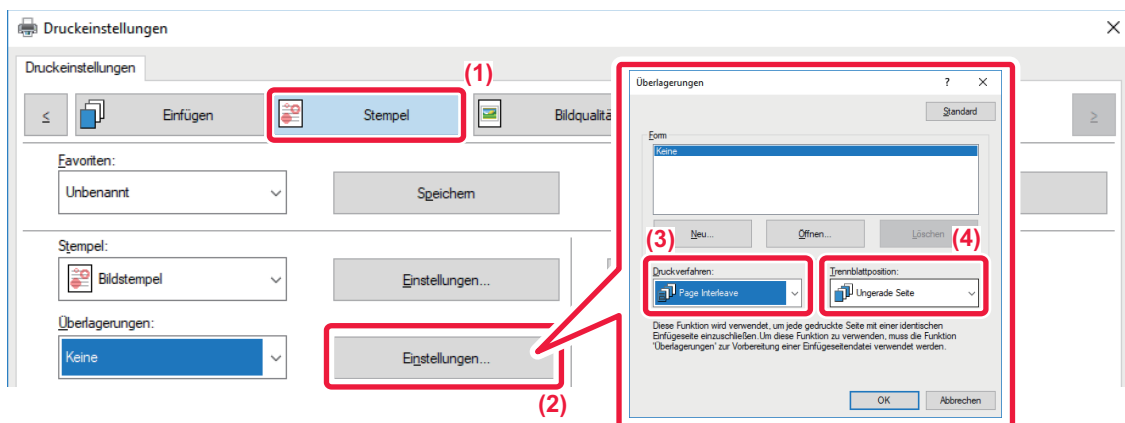 Druckeinstellungen
Druckeinstellungen
(1)
≤
Einfügen
Stempel
Bildqualitä
≥
Favoriten:
Unbenannt
Speichern
Stempel:
Bildstempel
Einstellungen...
Überlagerungen:
Keine
Einstellungen...
(2)
Überlagerungen
?
Standard
Form
Keine
Neu...
Öffnen...
Löschen
(3)
(4)
Druckverfahren:
Trennblattposition:
Page Interleave
Ungerade Seite
Diese Funktion wird verwendet, um jede gedruckte Seite mit einer identischen
Einfügeseite einzuschließen.Um diese Funktion zu verwenden, muss die Funktion
'Überlagerungen' zur Vorbereitung einer Einfügeseitendatei verwendet werden.
OK
Abbrechen